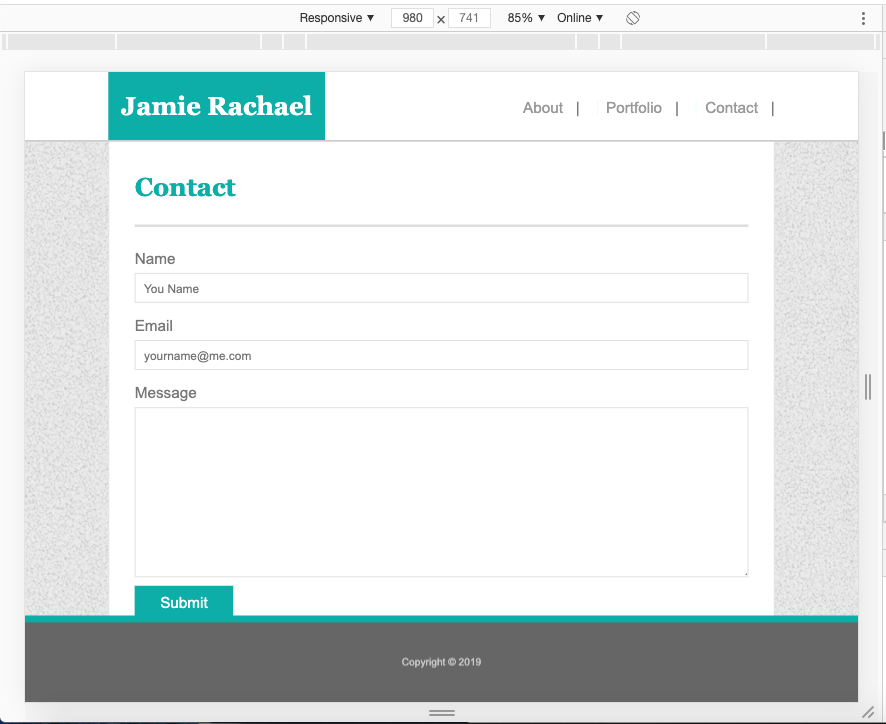 Responsive ▼ 980 × 741 85% ▼ Online ▼
Jamie Rachael
About | Portfolio | Contact |
Contact
Name
You Name
Email
yourname@me.com
Message
Submit
Copyright © 2019